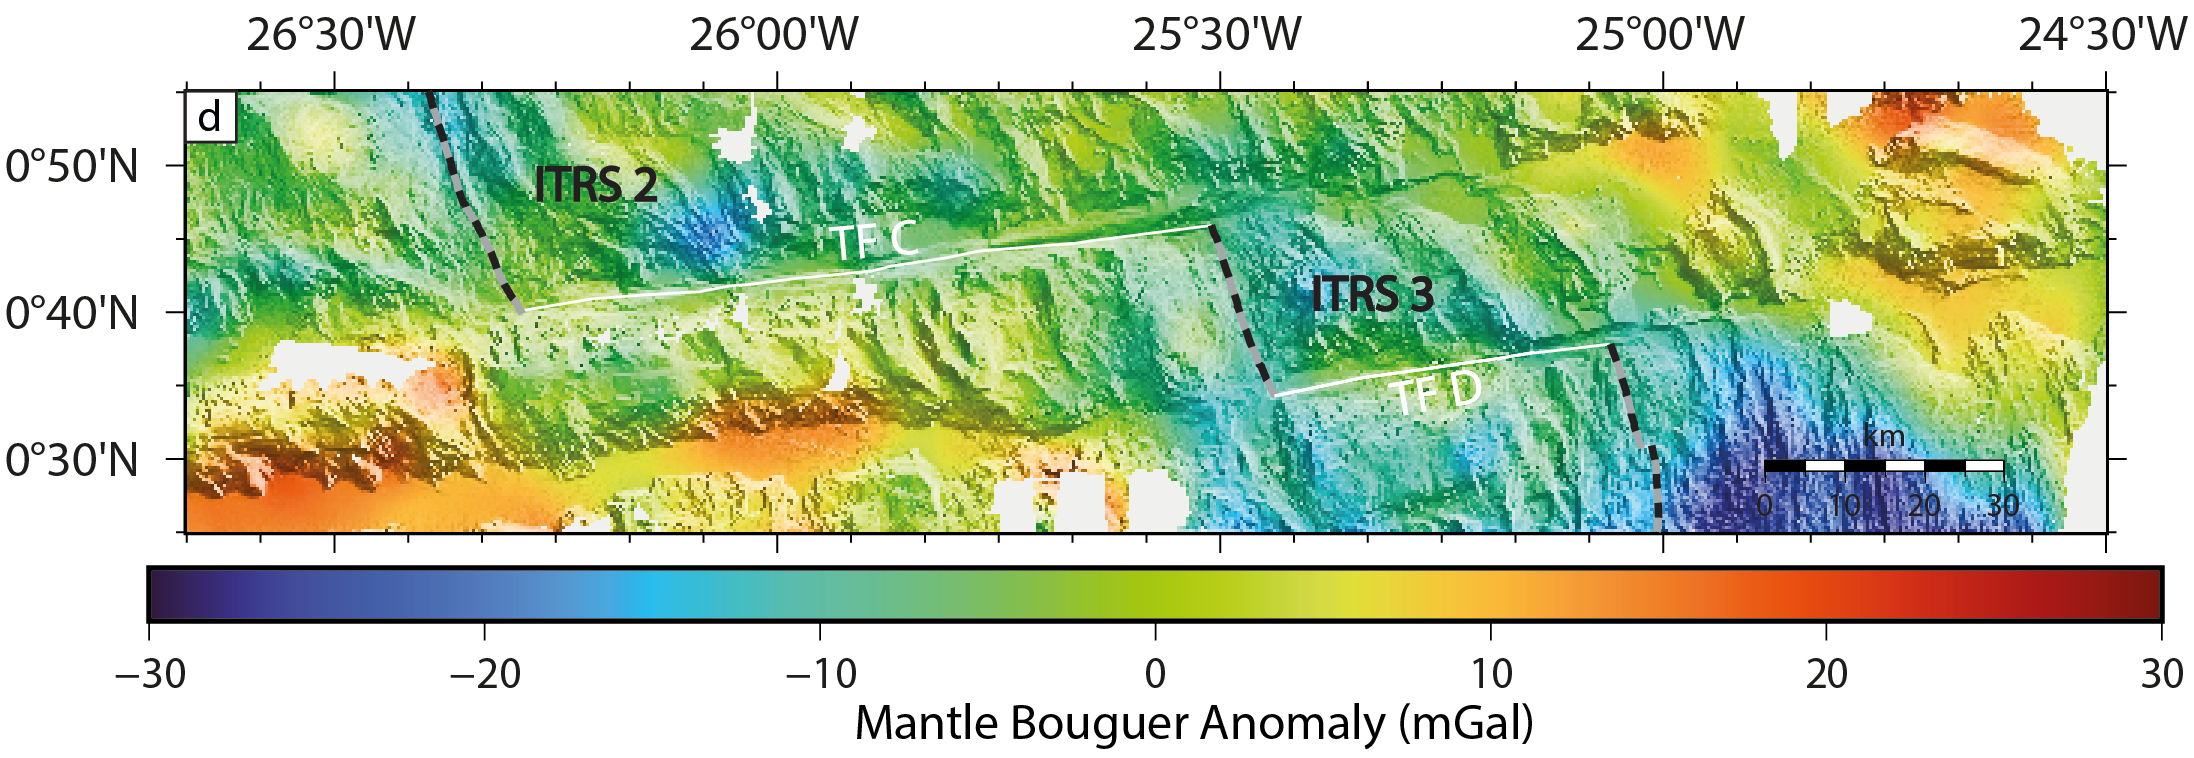 26°30'W 26°00'W 25°30'W 25°00'W 24°30'W
d
0°50'N
ITRS 2
TF C
0°40'N
ITRS 3
TF D
km
0°30'N
0 10 20 30
−30 −20 −10 0 10 20 30
Mantle Bouguer Anomaly (mGal)